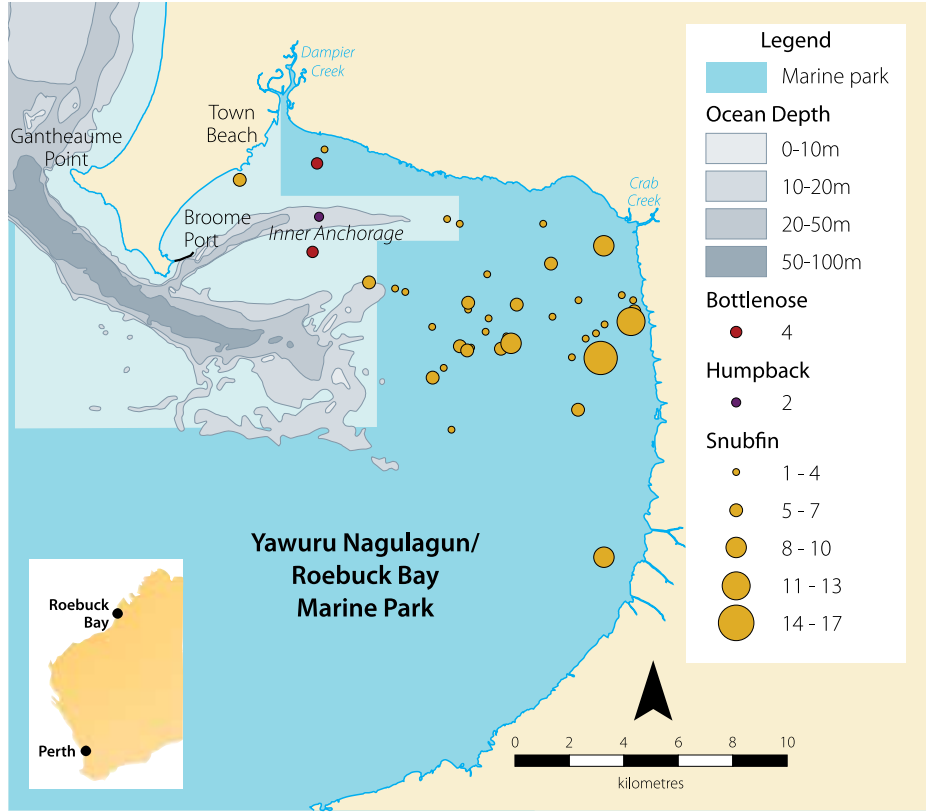 Dampier
Creek
Town
Beach
Gantheaume
Point
Crab
Creek
Broome
Port
Inner Anchorage
Yawuru Nagulagun/
Roebuck Bay
Marine Park
Roebuck
Bay
Perth
0 2 4 6 8 10
kilometres
Legend
Marine park
Ocean Depth
0-10m
10-20m
20-50m
50-100m
Bottlenose
4
Humpback
2
Snubfin
1 - 4
5 - 7
8 - 10
11 - 13
14 - 17